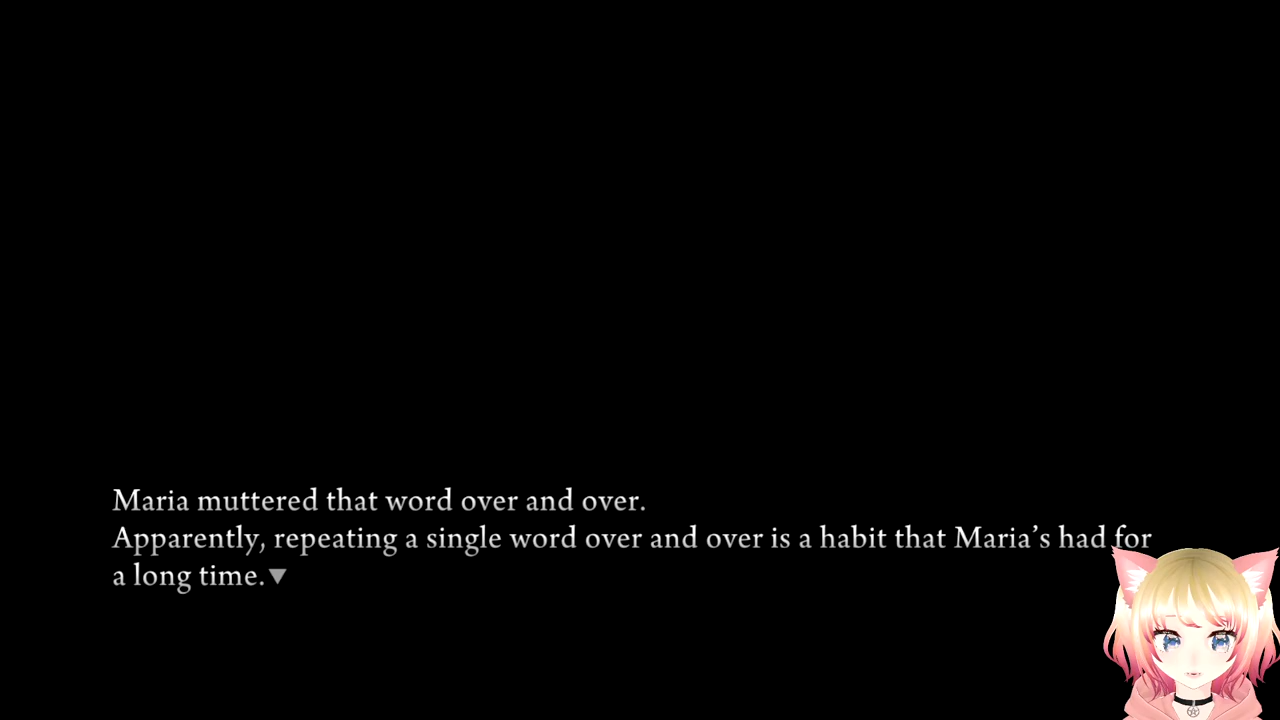 Maria muttered that word over and over.
Apparently, repeating a single word over and over is a habit that Maria's had for
a long time.